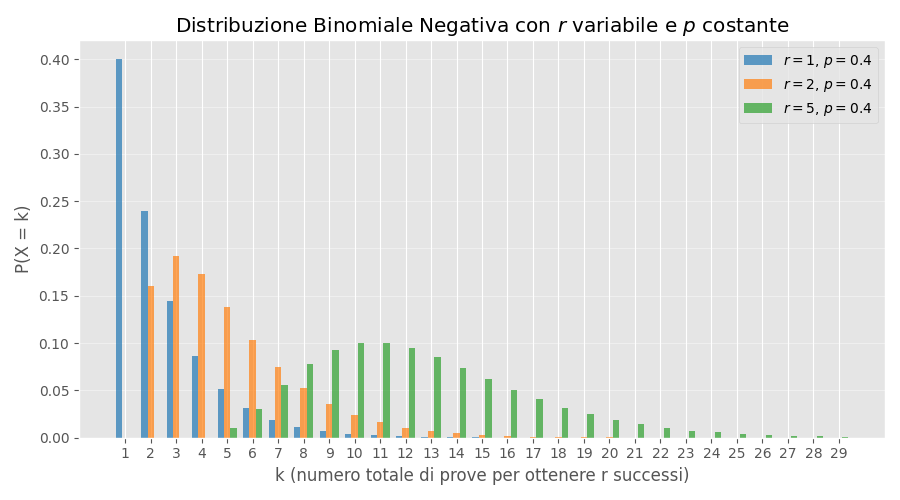 Distribuzione Binomiale Negativa con r variabile e p costante
0.40
0.35
0.30
0.25
0.20
0.15
0.10
0.05
0.00
P(X = k)
r = 1, p = 0.4
r = 2, p = 0.4
r = 5, p = 0.4
1 2 3 4 5 6 7 8 9 10 11 12 13 14 15 16 17 18 19 20 21 22 23 24 25 26 27 28 29
k (numero totale di prove per ottenere r successi)